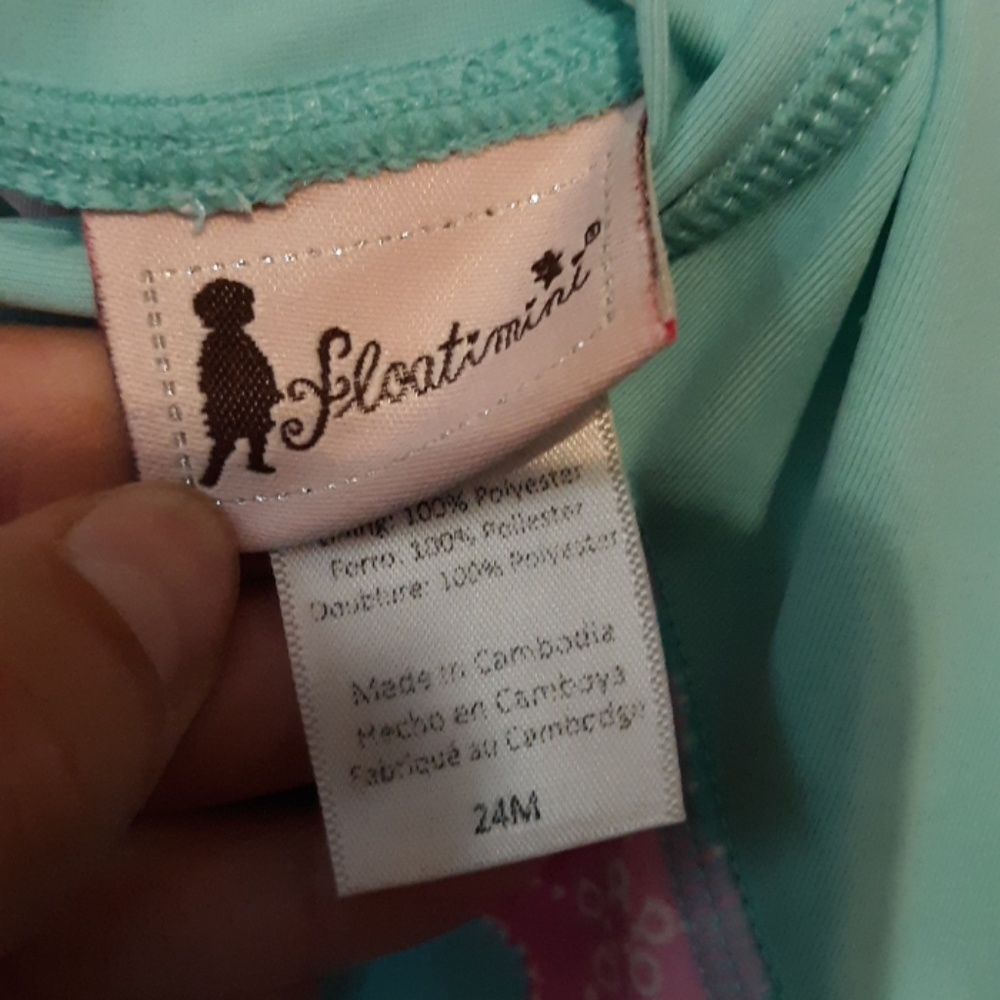 Floatimini®
Lining: 100% Polyester
Forro: 100% Poliester
Doublure: 100% Polyester
Made in Cambodia
Hecho en Camboya
Fabriqué au Cambodge
24M